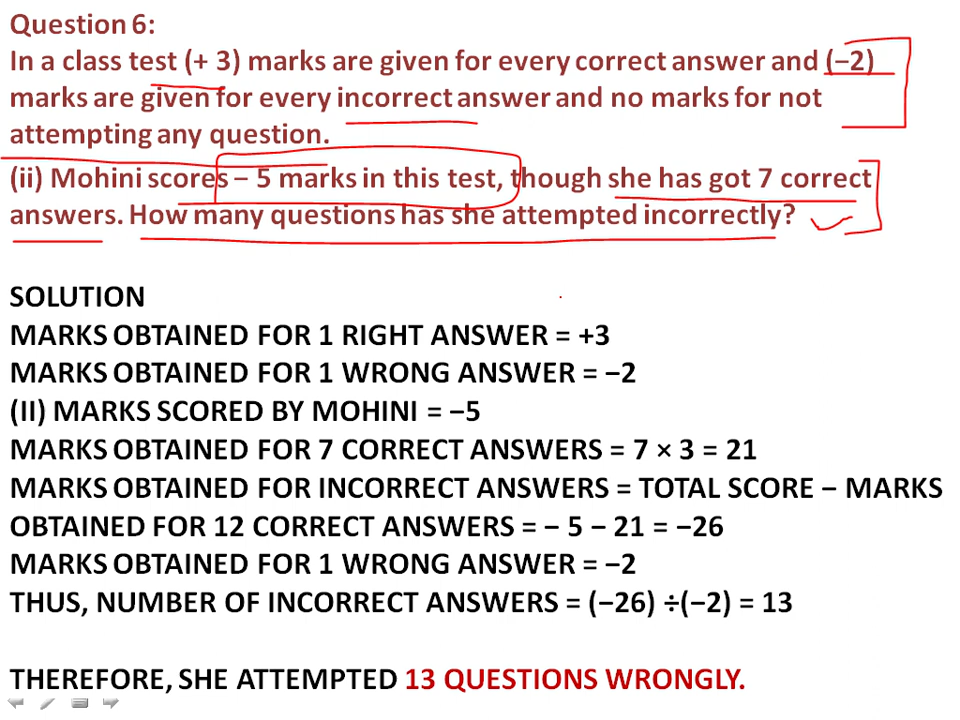 Question 6:
In a class test (+ 3) marks are given for every correct answer and (−2)
marks are given for every incorrect answer and no marks for not
attempting any question.
(ii) Mohini scores − 5 marks in this test, though she has got 7 correct
answers. How many questions has she attempted incorrectly?
SOLUTION
MARKS OBTAINED FOR 1 RIGHT ANSWER = +3
MARKS OBTAINED FOR 1 WRONG ANSWER = −2
(II) MARKS SCORED BY MOHINI = −5
MARKS OBTAINED FOR 7 CORRECT ANSWERS = 7 × 3 = 21
MARKS OBTAINED FOR INCORRECT ANSWERS = TOTAL SCORE − MARKS
OBTAINED FOR 12 CORRECT ANSWERS = − 5 − 21 = −26
MARKS OBTAINED FOR 1 WRONG ANSWER = −2
THUS, NUMBER OF INCORRECT ANSWERS = (−26) ÷(−2) = 13
THEREFORE, SHE ATTEMPTED 13 QUESTIONS WRONGLY.